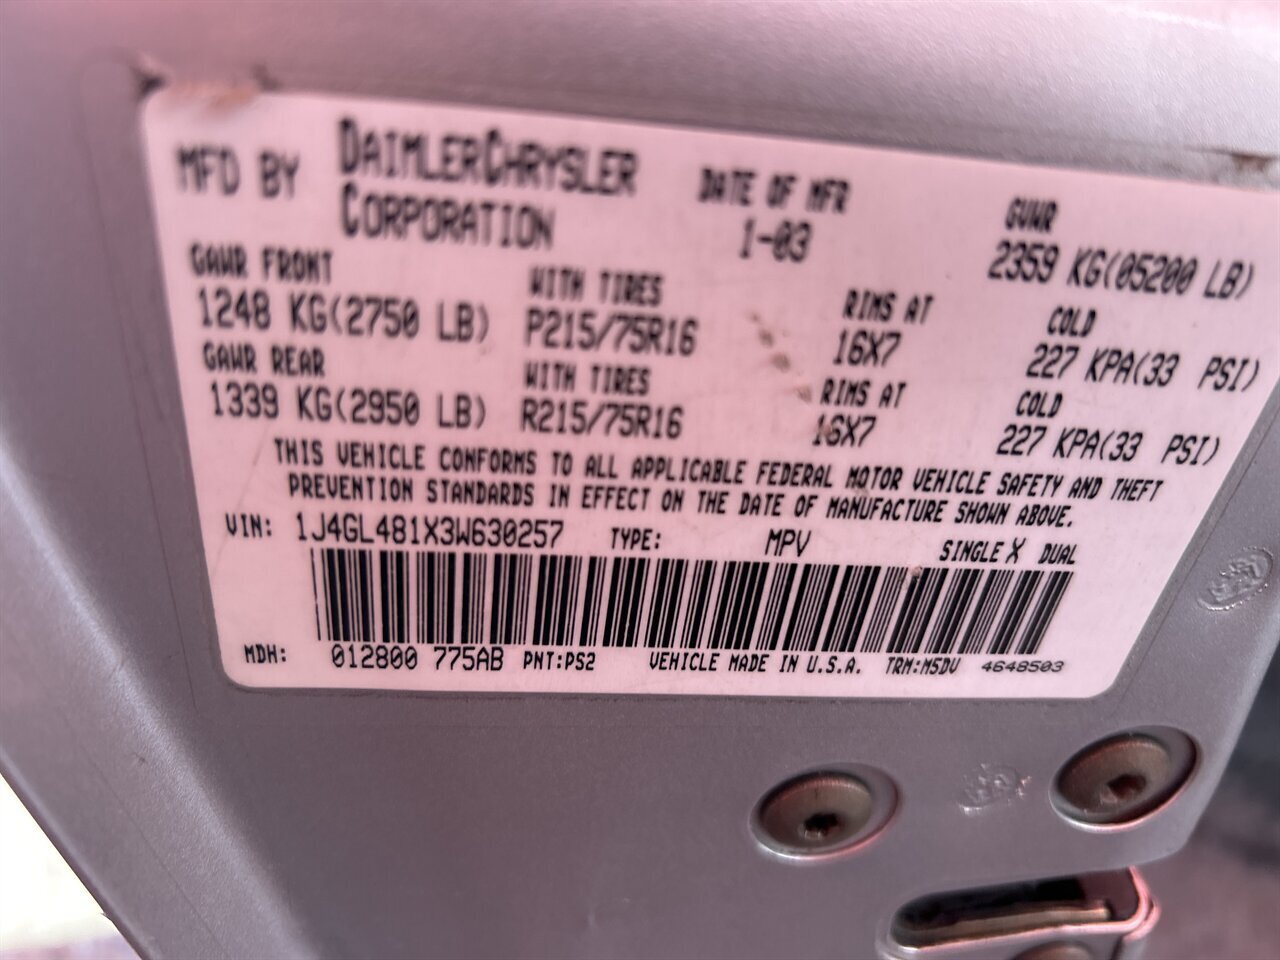 MFD BY DAIMLERCHRYSLER CORPORATION DATE OF MFR 1-03 GVWR 2359 KG(05200 LB)
GAWR FRONT WITH TIRES RIMS AT COLD
1248 KG(2750 LB) P215/75R16 16X7 227 KPA(33 PSI)
GAWR REAR WITH TIRES RIMS AT COLD
1339 KG(2950 LB) R215/75R16 16X7 227 KPA(33 PSI)
THIS VEHICLE CONFORMS TO ALL APPLICABLE FEDERAL MOTOR VEHICLE SAFETY AND THEFT
PREVENTION STANDARDS IN EFFECT ON THE DATE OF MANUFACTURE SHOWN ABOVE.
VIN: 1J4GL481X3W630257 TYPE: MPV SINGLE X DUAL
MDH: 012800 775AB PNT:PS2 VEHICLE MADE IN U.S.A. TRM:M5DV 4648503